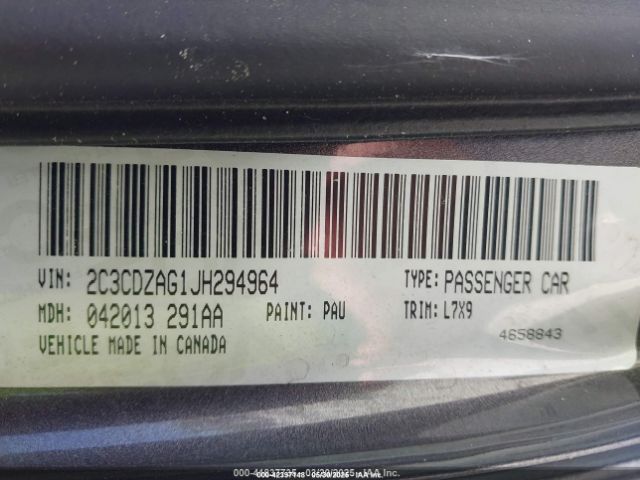 VIN: 2C3CDZAG1JH294964 TYPE: PASSENGER CAR
MDH: 042013 291AA PAINT: PAU TRIM: L7X9
VEHICLE MADE IN CANADA 4658843